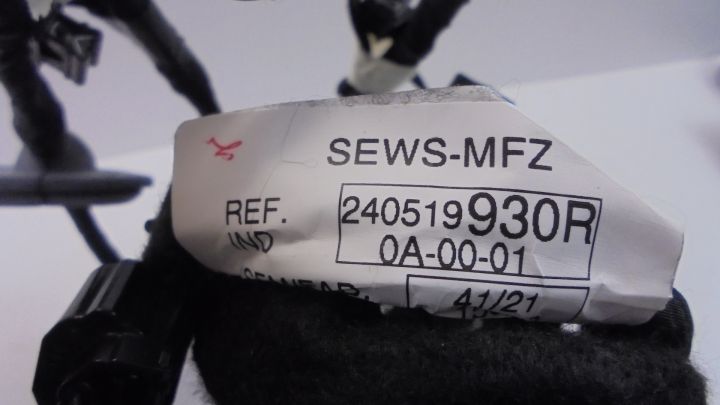 SEWS-MFZ
REF. 240519930R
IND 0A-00-01
41/21